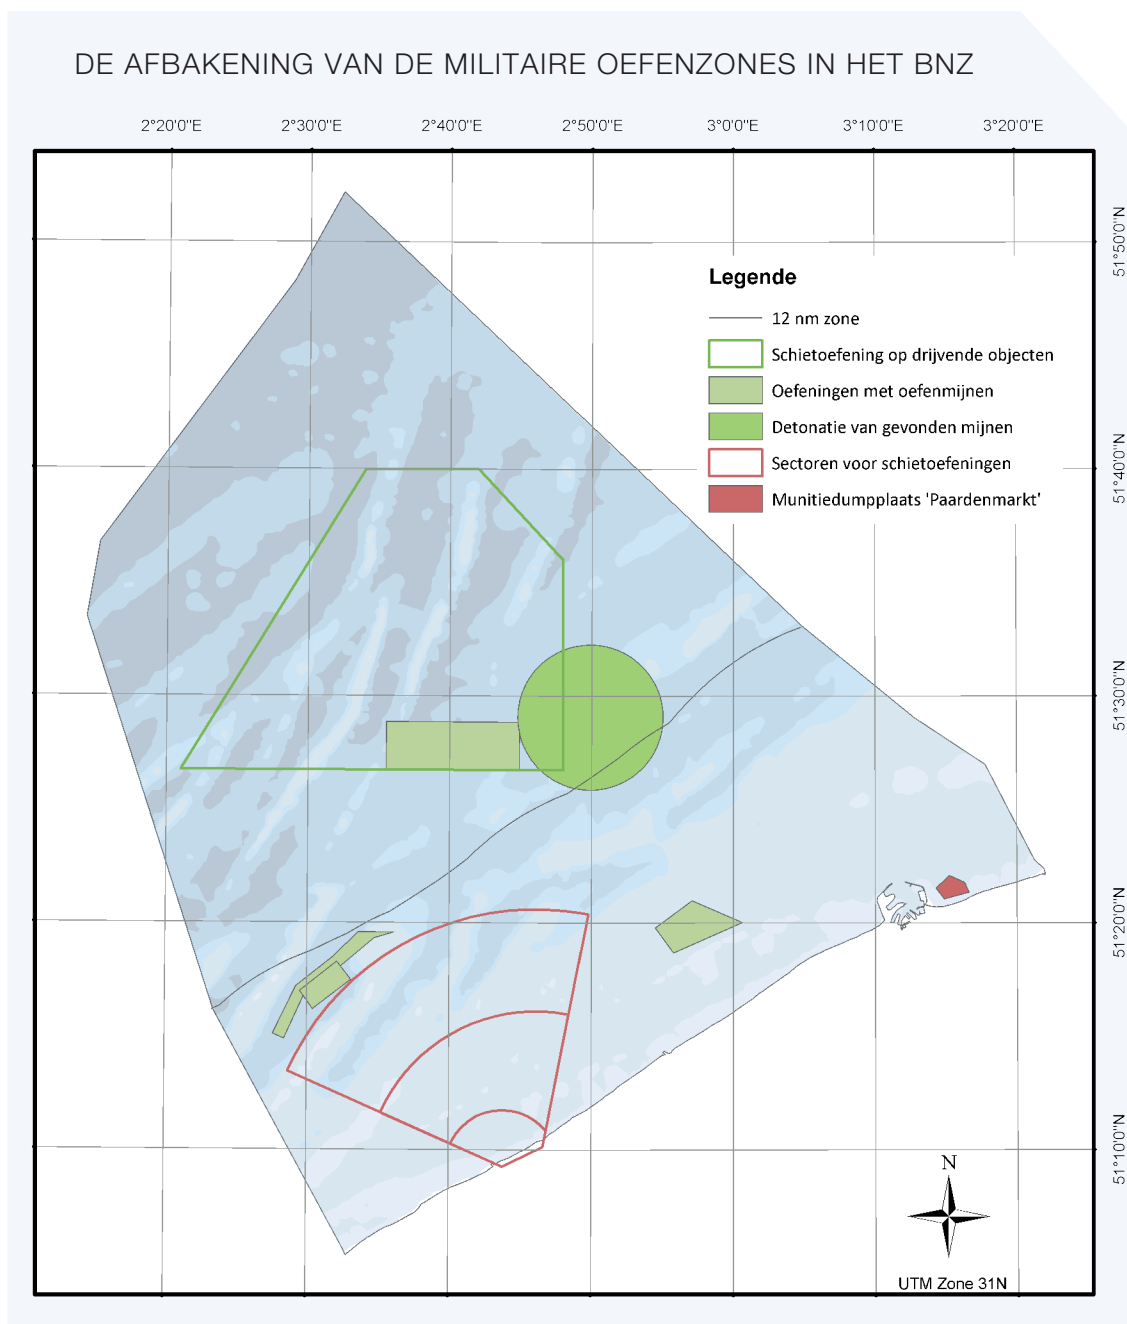 DE AFBAKENING VAN DE MILITAIRE OEFENZONES IN HET BNZ
2°20'0"E 2°30'0"E 2°40'0"E 2°50'0"E 3°0'0"E 3°10'0"E 3°20'0"E
51°50'0"N
Legende
12 nm zone
Schietoefening op drijvende objecten
Oefeningen met oefenmijnen
Detonatie van gevonden mijnen
Sectoren voor schietoefeningen
Munitiedumpplaats 'Paardenmarkt'
51°40'0"N
51°30'0"N
51°20'0"N
51°10'0"N
N
UTM Zone 31N